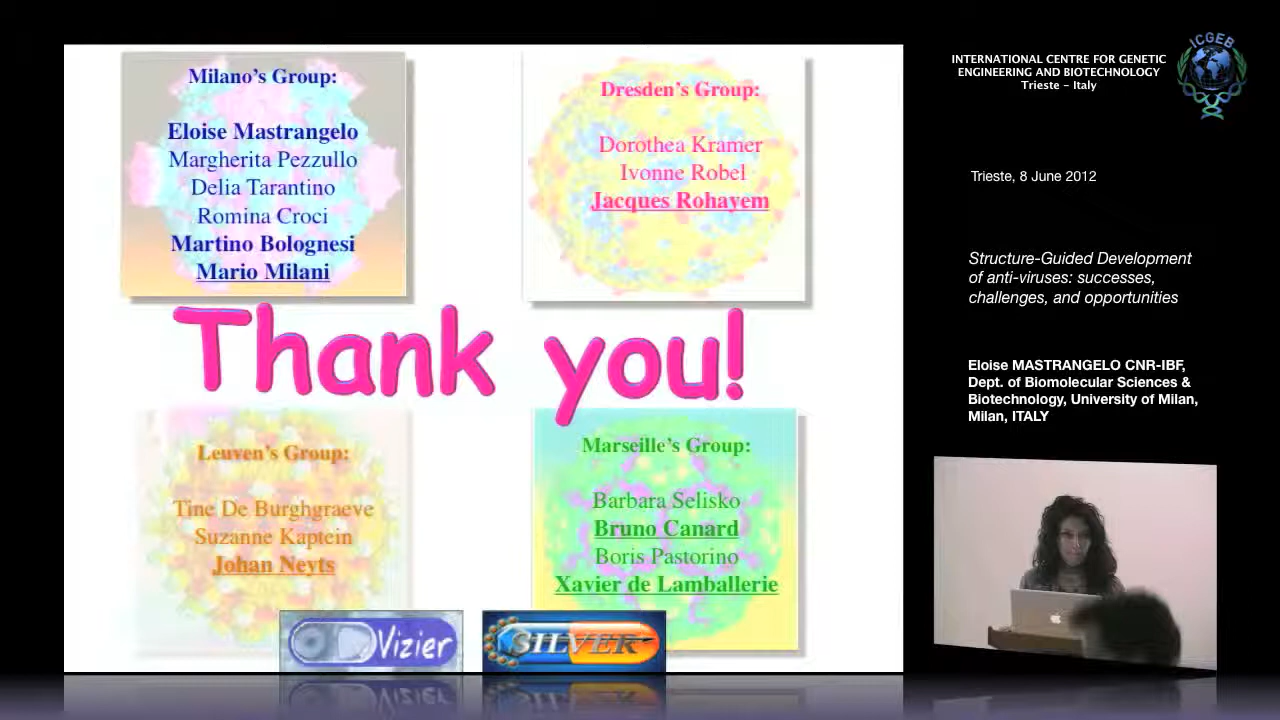 Milano's Group:
Eloise Mastrangelo
Margherita Pezzullo
Delia Tarantino
Romina Croci
Martino Bolognesi
Mario Milani
Dresden's Group:
Dorothea Kramer
Ivonne Robel
Jacques Rohayem
Thank you!
Leuven's Group:
Tine De Burghgraeve
Suzanne Kaptein
Johan Neyts
Marseille's Group:
Barbara Selisko
Bruno Canard
Boris Pastorino
Xavier de Lamballerie
Vizier
SILVER
INTERNATIONAL CENTRE FOR GENETIC
ENGINEERING AND BIOTECHNOLOGY
Trieste - Italy
ICGEB
Trieste, 8 June 2012
Structure-Guided Development
of anti-viruses: successes,
challenges, and opportunities
Eloise MASTRANGELO CNR-IBF,
Dept. of Biomolecular Sciences &
Biotechnology, University of Milan,
Milan, ITALY